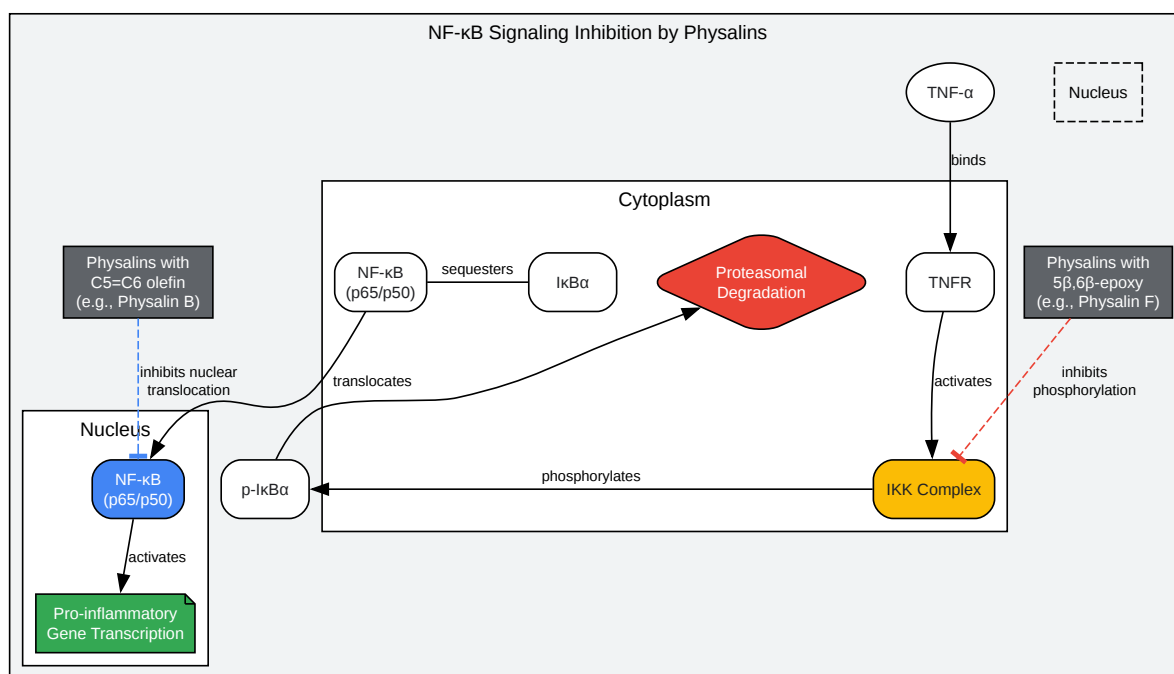 NF-κB Signaling Inhibition by Physalins
TNF-α
Nucleus
binds
Cytoplasm
Physalins with
C5=C6 olefin
(e.g., Physalin B)
NF-κB
(p65/p50)
sequesters
IκBα
Proteasomal
Degradation
TNFR
Physalins with
5β,6β-epoxy
(e.g., Physalin F)
inhibits nuclear
translocation
translocates
activates
inhibits
phosphorylation
Nucleus
NF-κB
(p65/p50)
p-IκBα
phosphorylates
IKK Complex
activates
Pro-inflammatory
Gene Transcription